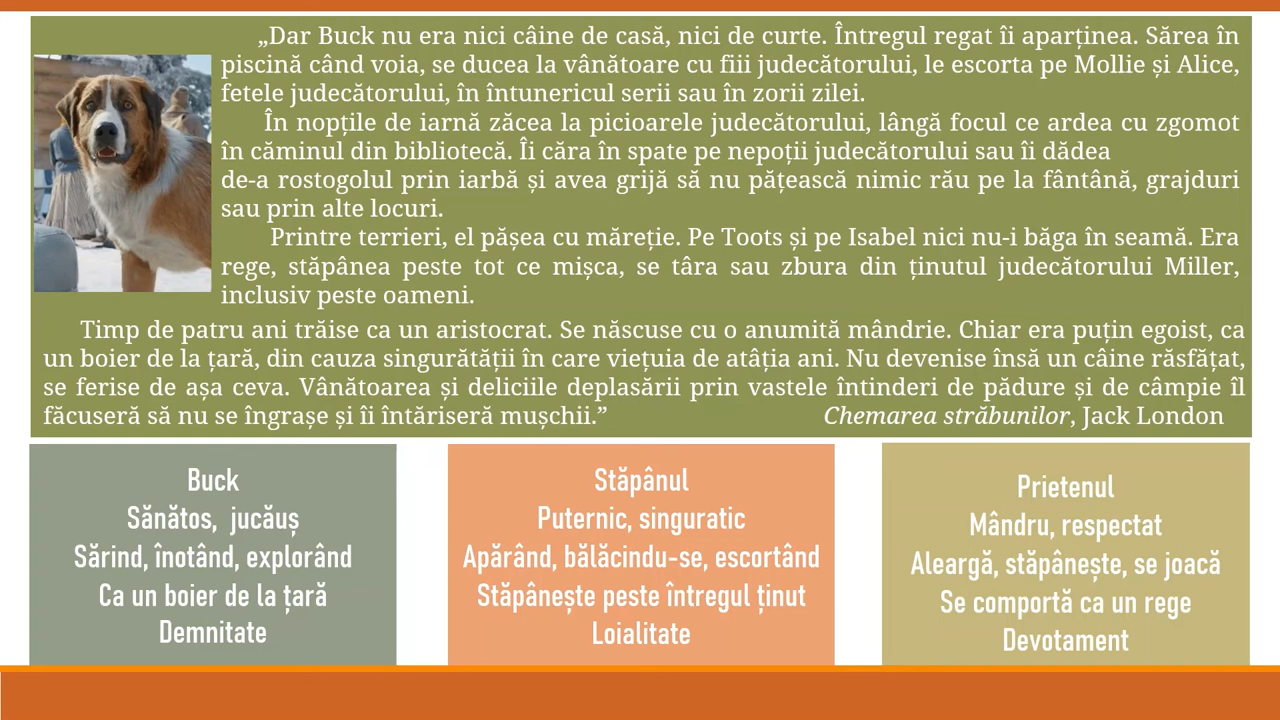 „Dar Buck nu era nici câine de casă, nici de curte. Întregul regat îi aparținea. Sărea în
piscină când voia, se ducea la vânătoare cu fiii judecătorului, le escorta pe Mollie și Alice,
fetele judecătorului, în întunericul serii sau în zorii zilei.
În nopțile de iarnă zăcea la picioarele judecătorului, lângă focul ce ardea cu zgomot
în căminul din bibliotecă. Îi căra în spate pe nepoții judecătorului sau îi dădea
de-a rostogolul prin iarbă și avea grijă să nu pățească nimic rău pe la fântână, grajduri
sau prin alte locuri.
Printre terrieri, el pășea cu măreție. Pe Toots și pe Isabel nici nu-i băga în seamă. Era
rege, stăpânea peste tot ce mișca, se târa sau zbura din ținutul judecătorului Miller,
inclusiv peste oameni.
Timp de patru ani trăise ca un aristocrat. Se născuse cu o anumită mândrie. Chiar era puțin egoist, ca
un boier de la țară, din cauza singurătății în care viețuia de atâția ani. Nu devenise însă un câine răsfățat,
se ferise de așa ceva. Vânătoarea și deliciile deplasării prin vastele întinderi de pădure și de câmpie îl
făcuseră să nu se îngrașe și îi întăriseră mușchii.” Chemarea străbunilor, Jack London
Buck
Sănătos, jucăuș
Sărind, înotând, explorând
Ca un boier de la țară
Demnitate
Stăpânul
Puternic, singuratic
Apărând, bălăcindu-se, escortând
Stăpânește peste întregul ținut
Loialitate
Prietenul
Mândru, respectat
Aleargă, stăpânește, se joacă
Se comportă ca un rege
Devotament